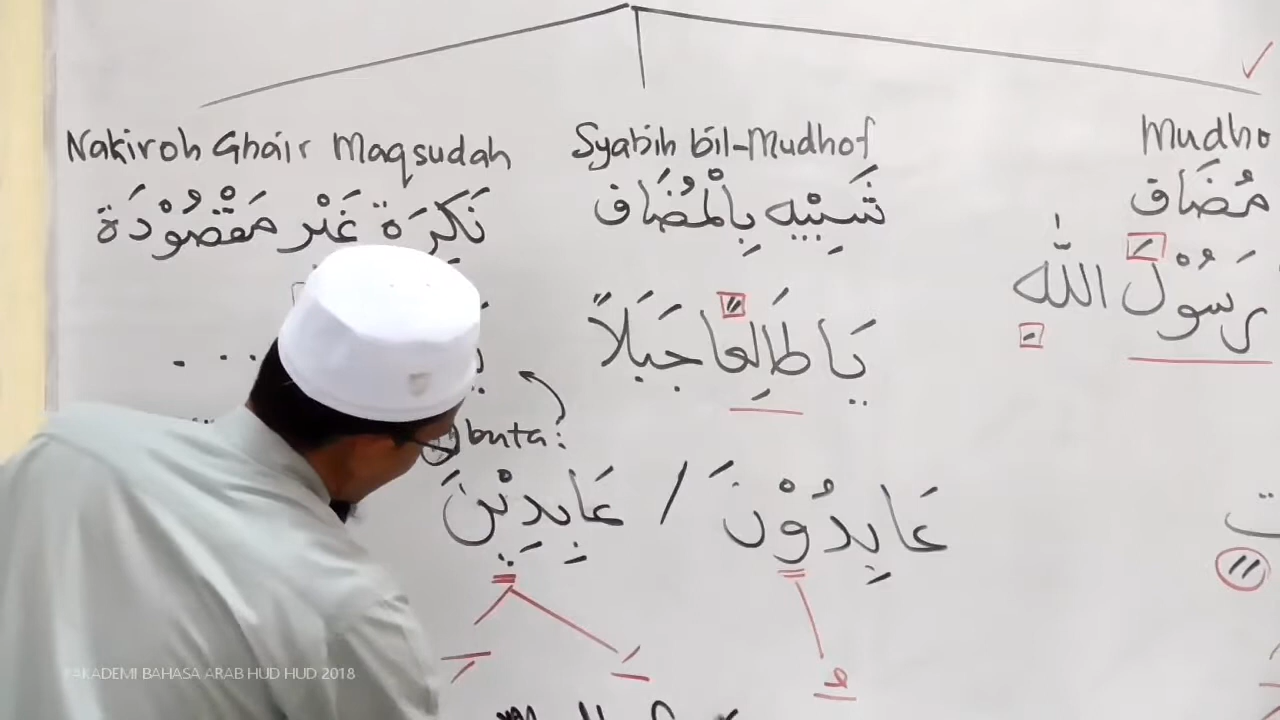 Nakiroh Ghair Maqsudah
Syabih bil-Mudhof
Mudho
نَكِرَة غَيْر مَقْصُوْدَة
شَبِيْه بِالْمُضَاف
مُضَاف
رَسُوْلَ اللّٰه
يَا طَالِعًا جَبَلًا
buta :
عَابِدُوْنَ / عَابِدِيْنَ
AKADEMI BAHASA ARAB HUD HUD 2018